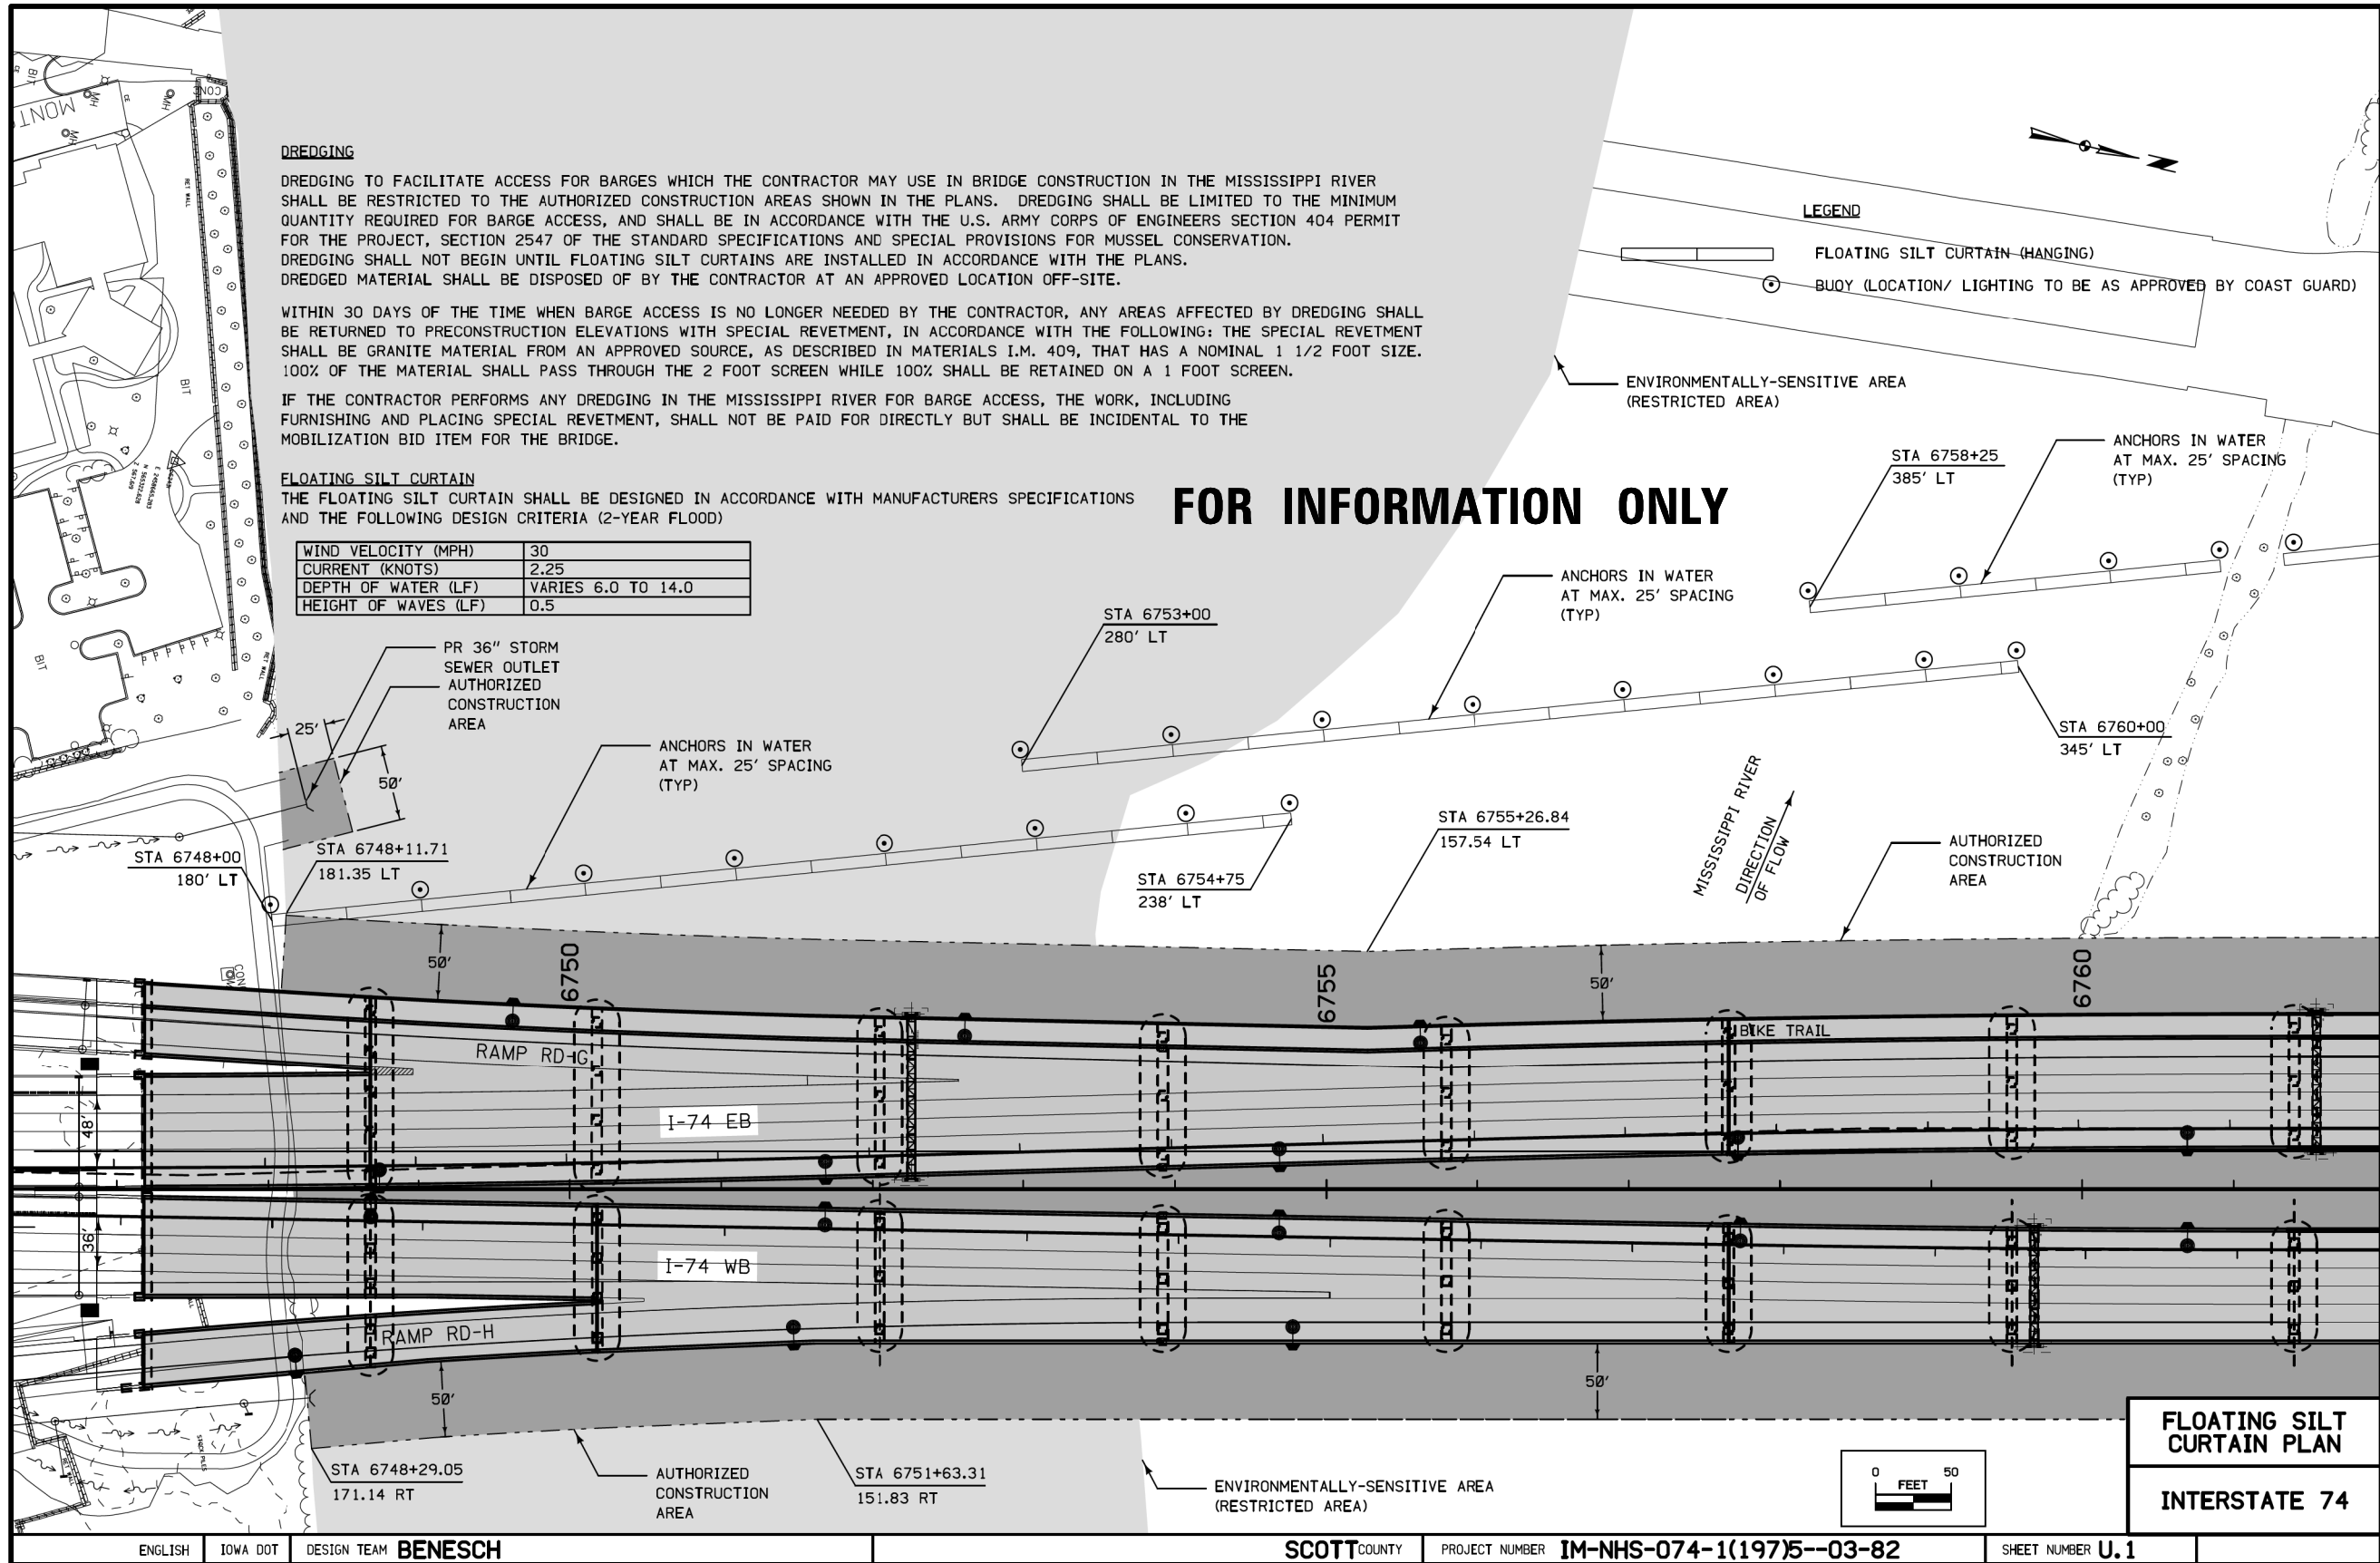 DREDGING
DREDGING TO FACILITATE ACCESS FOR BARGES WHICH THE CONTRACTOR MAY USE IN BRIDGE CONSTRUCTION IN THE MISSISSIPPI RIVER
SHALL BE RESTRICTED TO THE AUTHORIZED CONSTRUCTION AREAS SHOWN IN THE PLANS. DREDGING SHALL BE LIMITED TO THE MINIMUM
QUANTITY REQUIRED FOR BARGE ACCESS, AND SHALL BE IN ACCORDANCE WITH THE U.S. ARMY CORPS OF ENGINEERS SECTION 404 PERMIT
FOR THE PROJECT, SECTION 2547 OF THE STANDARD SPECIFICATIONS AND SPECIAL PROVISIONS FOR MUSSEL CONSERVATION.
DREDGING SHALL NOT BEGIN UNTIL FLOATING SILT CURTAINS ARE INSTALLED IN ACCORDANCE WITH THE PLANS.
DREDGED MATERIAL SHALL BE DISPOSED OF BY THE CONTRACTOR AT AN APPROVED LOCATION OFF-SITE.
WITHIN 30 DAYS OF THE TIME WHEN BARGE ACCESS IS NO LONGER NEEDED BY THE CONTRACTOR, ANY AREAS AFFECTED BY DREDGING SHALL
BE RETURNED TO PRECONSTRUCTION ELEVATIONS WITH SPECIAL REVETMENT, IN ACCORDANCE WITH THE FOLLOWING: THE SPECIAL REVETMENT
SHALL BE GRANITE MATERIAL FROM AN APPROVED SOURCE, AS DESCRIBED IN MATERIALS I.M. 409, THAT HAS A NOMINAL 1 1/2 FOOT SIZE.
100% OF THE MATERIAL SHALL PASS THROUGH THE 2 FOOT SCREEN WHILE 100% SHALL BE RETAINED ON A 1 FOOT SCREEN.
IF THE CONTRACTOR PERFORMS ANY DREDGING IN THE MISSISSIPPI RIVER FOR BARGE ACCESS, THE WORK, INCLUDING
FURNISHING AND PLACING SPECIAL REVETMENT, SHALL NOT BE PAID FOR DIRECTLY BUT SHALL BE INCIDENTAL TO THE
MOBILIZATION BID ITEM FOR THE BRIDGE.
FLOATING SILT CURTAIN
THE FLOATING SILT CURTAIN SHALL BE DESIGNED IN ACCORDANCE WITH MANUFACTURERS SPECIFICATIONS
AND THE FOLLOWING DESIGN CRITERIA (2-YEAR FLOOD)
WIND VELOCITY (MPH) 30
CURRENT (KNOTS) 2.25
DEPTH OF WATER (LF) VARIES 6.0 TO 14.0
HEIGHT OF WAVES (LF) 0.5
FOR INFORMATION ONLY
LEGEND
FLOATING SILT CURTAIN (HANGING)
BUOY (LOCATION/ LIGHTING TO BE AS APPROVED BY COAST GUARD)
ENVIRONMENTALLY-SENSITIVE AREA
(RESTRICTED AREA)
STA 6758+25
385' LT
ANCHORS IN WATER
AT MAX. 25' SPACING
(TYP)
ANCHORS IN WATER
AT MAX. 25' SPACING
(TYP)
STA 6753+00
280' LT
STA 6760+00
345' LT
PR 36" STORM
SEWER OUTLET
AUTHORIZED
CONSTRUCTION
AREA
25'
50'
ANCHORS IN WATER
AT MAX. 25' SPACING
(TYP)
STA 6748+00
180' LT
STA 6748+11.71
181.35 LT
STA 6754+75
238' LT
STA 6755+26.84
157.54 LT
MISSISSIPPI RIVER
DIRECTION
OF FLOW
AUTHORIZED
CONSTRUCTION
AREA
MONT
MH
MH
MH
CE
CE
BIT
CONC
RET WALL
BIT
BIT
RET WALL
50'
50'
6750
6755
6760
RAMP RD-G
BIKE TRAIL
I-74 EB
48'
36'
I-74 WB
RAMP RD-H
50'
50'
STOCK PILES
STA 6748+29.05
171.14 RT
AUTHORIZED
CONSTRUCTION
AREA
STA 6751+63.31
151.83 RT
ENVIRONMENTALLY-SENSITIVE AREA
(RESTRICTED AREA)
0 50
FEET
FLOATING SILT
CURTAIN PLAN
INTERSTATE 74
ENGLISH IOWA DOT DESIGN TEAM BENESCH SCOTT COUNTY PROJECT NUMBER IM-NHS-074-1(197)5--03-82 SHEET NUMBER U.1